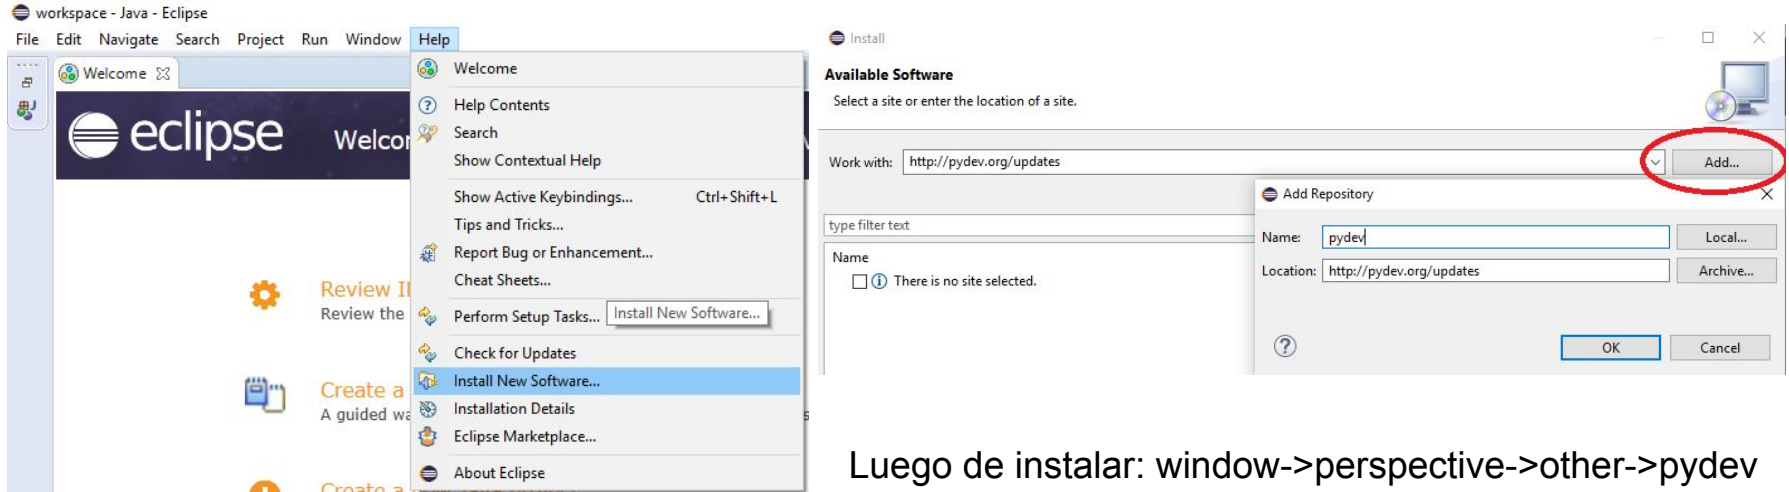 workspace - Java - Eclipse
File Edit Navigate Search Project Run Window Help
Welcome
eclipse
Welcome
Help Contents
Search
Show Contextual Help
Show Active Keybindings... Ctrl+Shift+L
Tips and Tricks...
Report Bug or Enhancement...
Cheat Sheets...
Perform Setup Tasks...
Install New Software...
Check for Updates
Install New Software...
Installation Details
Eclipse Marketplace...
About Eclipse
Review
Review the
Create a
A guided
Create a
Install
Available Software
Select a site or enter the location of a site.
Work with: http://pydev.org/updates Add...
type filter text
Name
There is no site selected.
Add Repository
Name: pydev Local...
Location: http://pydev.org/updates Archive...
OK Cancel
Luego de instalar: window->perspective->other->pydev